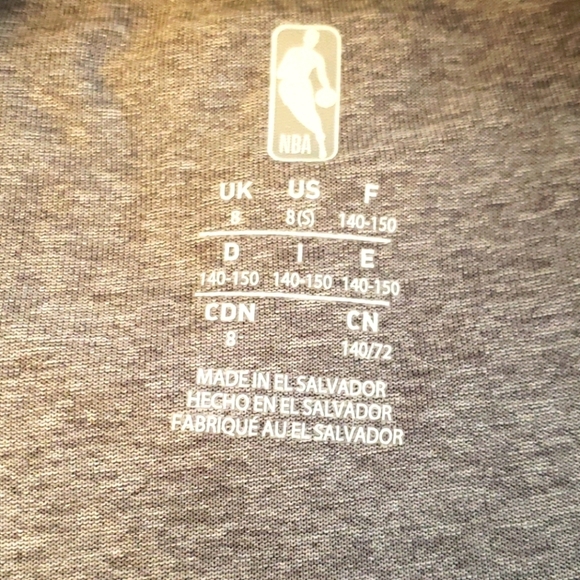 NBA
UK US F
8 8 (S) 140-150
D I E
140-150 140-150 140-150
CDN CN
8 140/72
MADE IN EL SALVADOR
HECHO EN EL SALVADOR
FABRIQUÉ AU EL SALVADOR